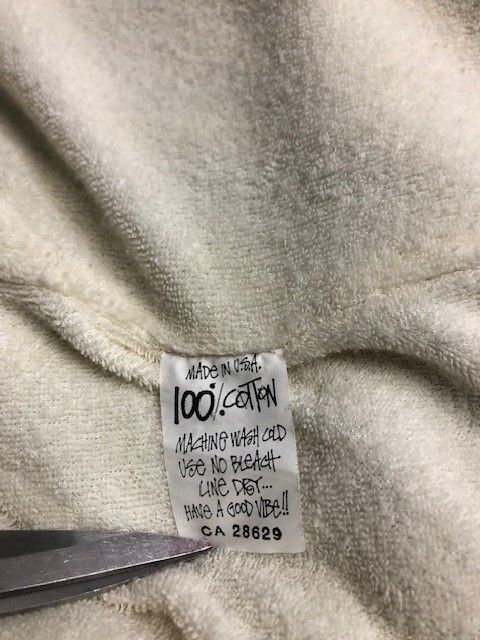 MADE IN U.S.A.
100% COTTON
MACHINE WASH COLD
USE NO BLEACH
LINE DRY...
HAVE A GOOD VIBE!!
CA 28629